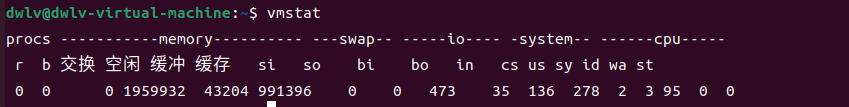 dwlv@dwlv-virtual-machine:~$ vmstat
procs -----------memory---------- ---swap-- -----io---- -system-- ------cpu-----
 r  b 交换 空闲 缓冲 缓存   si   so    bi    bo   in   cs us sy id wa st
 0  0      0 1959932  43204 991396    0    0   473    35  136  278  2  3 95  0  0